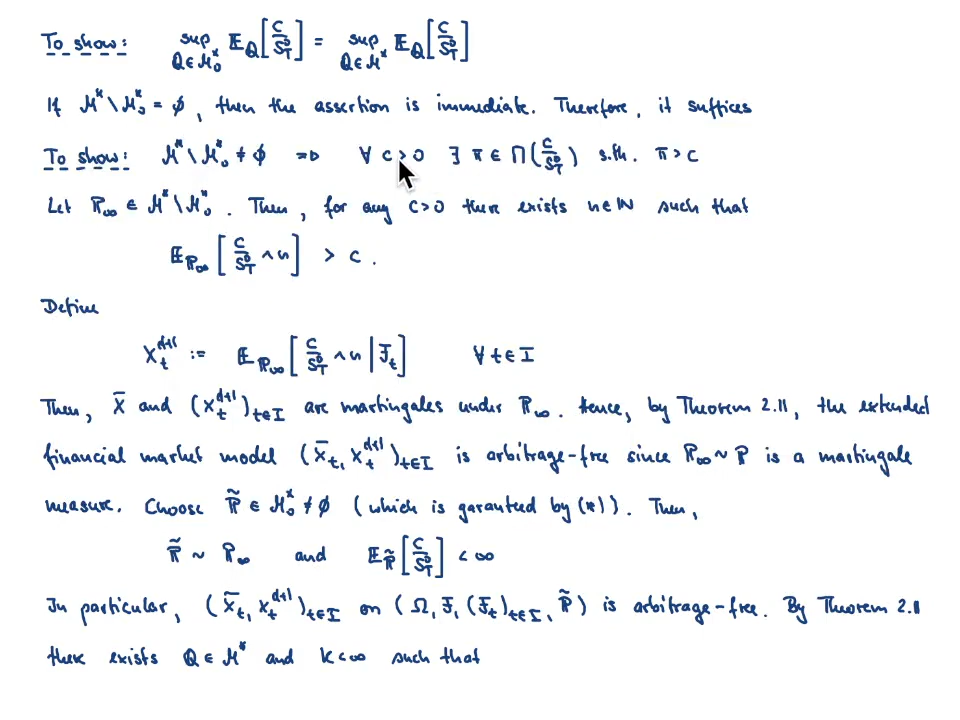 To show: sup_{Q∈M_0^*} E_Q[C/S_T^0] = sup_{Q∈M^*} E_Q[C/S_T^0]
If M^*\M_0^* = ∅, then the assertion is immediate. Therefore, it suffices
To show: M^*\M_0^* ≠ ∅ ⇒ ∀ c>0 ∃ π ∈ Π(C/S_T^0) s.th. π>c
Let P_∞ ∈ M^*\M_0^*. Then, for any c>0 there exists n∈ℕ such that
E_{P_∞}[C/S_T^0 ∧ n] > c.
Define
X_t^{d+1} := E_{P_∞}[C/S_T^0 ∧ n | F_t] ∀ t∈I
Then, X̄ and (X_t^{d+1})_{t∈I} are martingales under P_∞. Hence, by Theorem 2.11, the extended
financial market model (X̄_t, X_t^{d+1})_{t∈I} is arbitrage-free since P_∞ ~ P is a martingale
measure. Choose P̃ ∈ M_0^* ≠ ∅ (which is garanteed by (*)). Then,
P̃ ~ P_∞ and E_P̃[C/S_T^0] < ∞
In particular, (X̄_t, X_t^{d+1})_{t∈I} on (Ω, F, (F_t)_{t∈I}, P̃) is arbitrage-free. By Theorem 2.11
there exists Q ∈ M^* and K<∞ such that